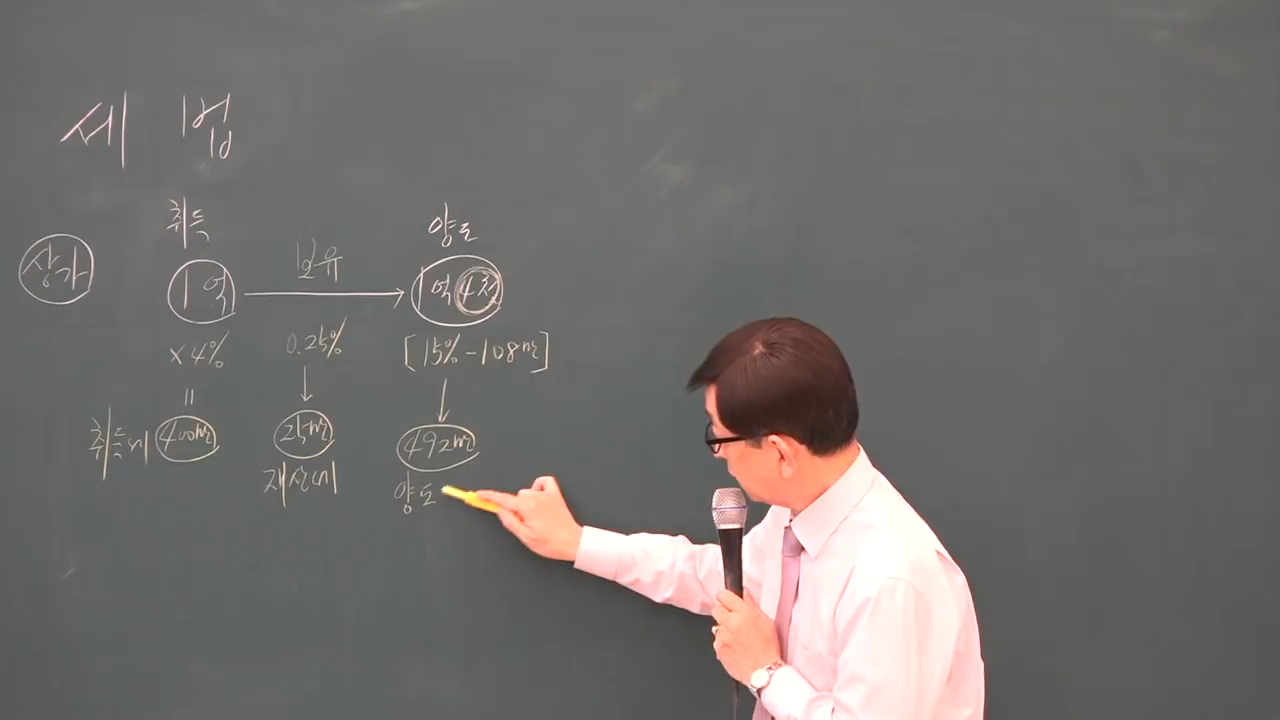 세법
취득
양도
상가
1억
보유
1억4천
×4%
0.25%
[15%-108만]
=
취득세
400만
25만
492만
재산세
양도